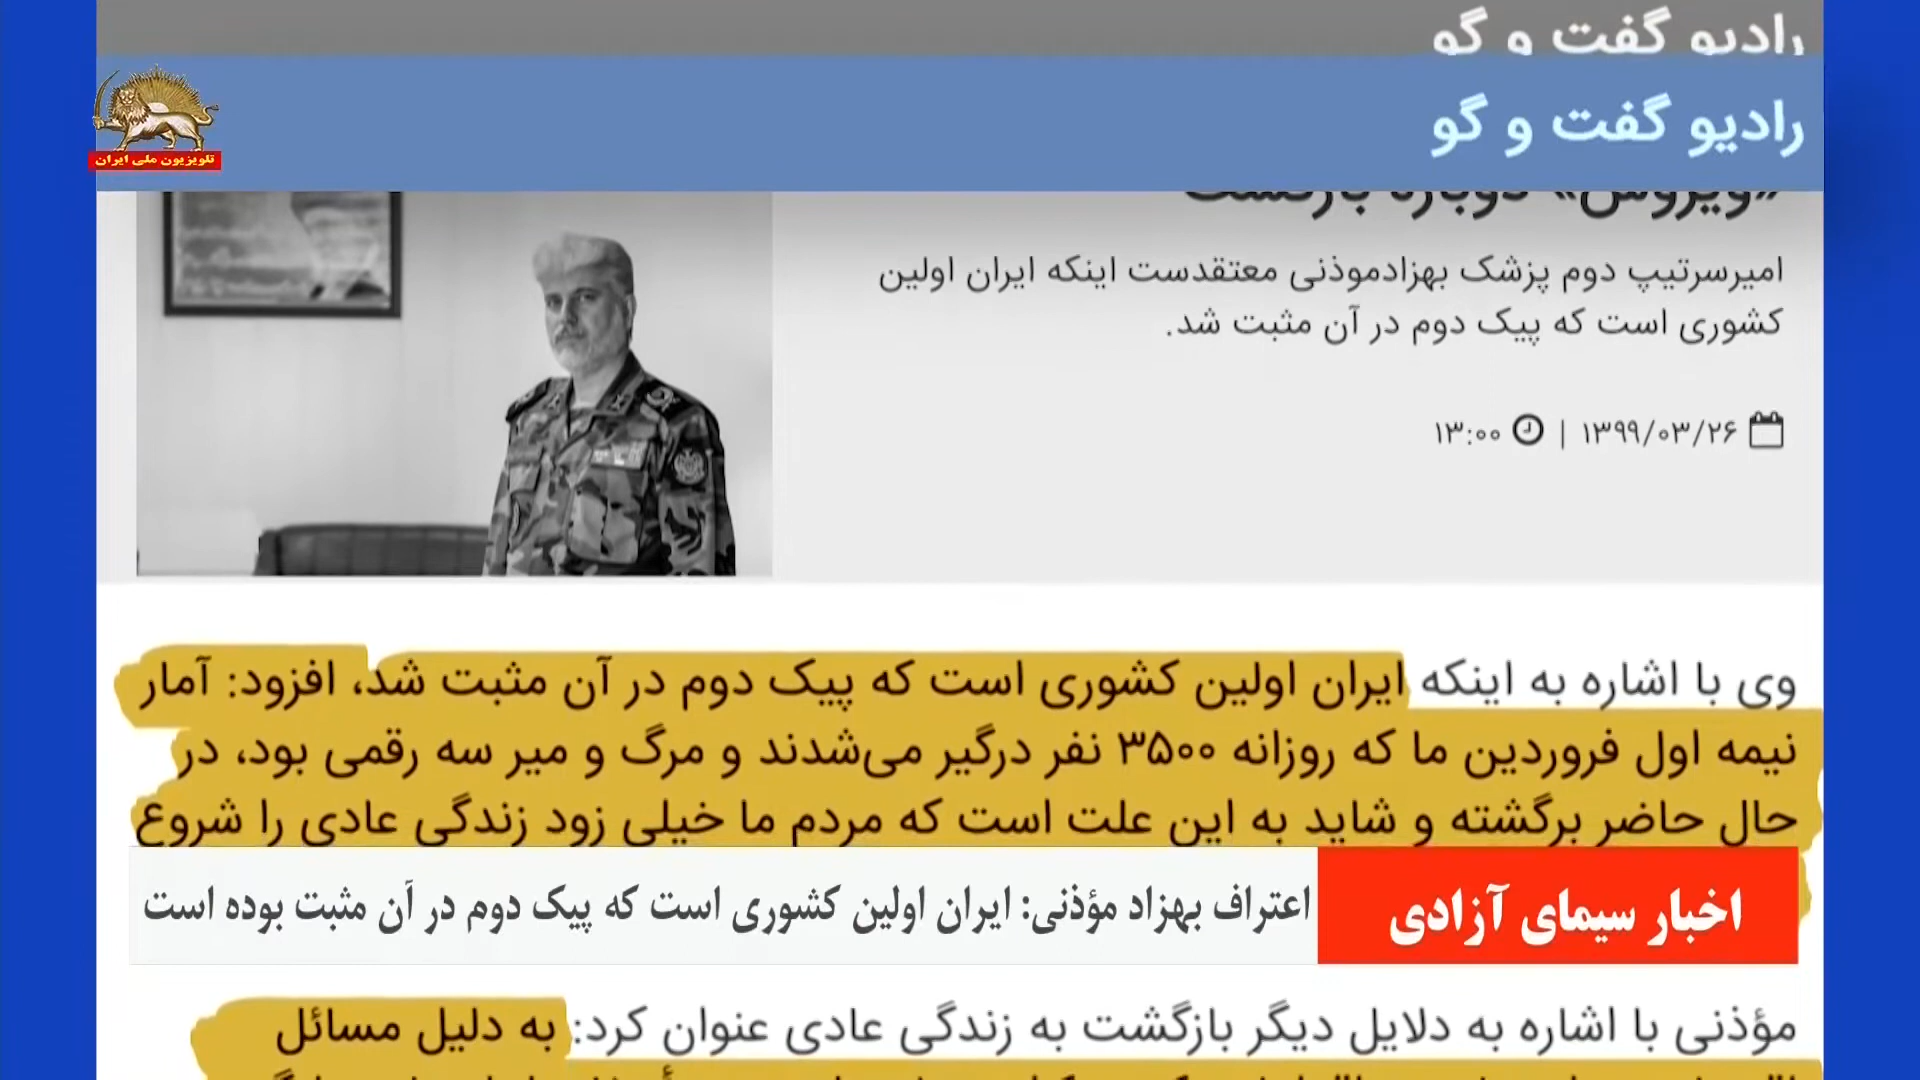 رادیو گفت و گو
رادیو گفت و گو
تلویزیون ملی ایران
«ویروس» دوباره بازگشت
امیرسرتیپ دوم پزشک بهزادموذنی معتقدست اینکه ایران اولین
کشوری است که پیک دوم در آن مثبت شد.
۱۳۹۹/۰۳/۲۶ | ۱۳:۰۰
وی با اشاره به اینکه ایران اولین کشوری است که پیک دوم در آن مثبت شد، افزود: آمار
نیمه اول فروردین ما که روزانه ۳۵۰۰ نفر درگیر می‌شدند و مرگ و میر سه رقمی بود، در
حال حاضر برگشته و شاید به این علت است که مردم ما خیلی زود زندگی عادی را شروع
اخبار سیمای آزادی
اعتراف بهزاد مؤذنی: ایران اولین کشوری است که پیک دوم در آن مثبت بوده است
مؤذنی با اشاره به دلایل دیگر بازگشت به زندگی عادی عنوان کرد: به دلیل مسائل